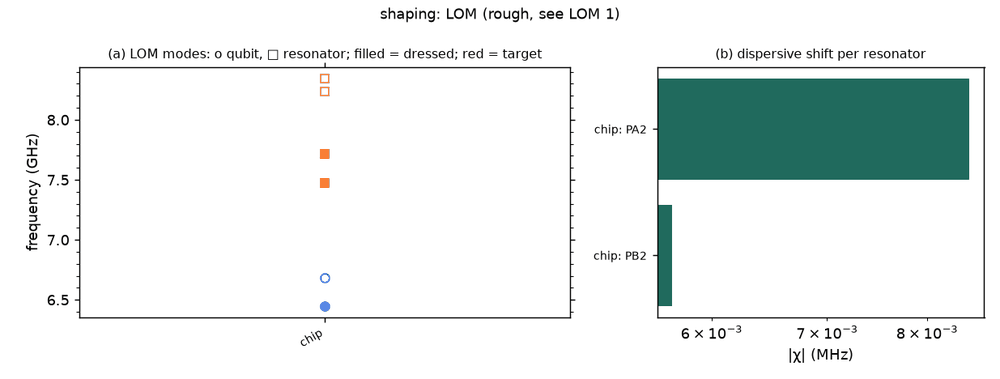 shaping: LOM (rough, see LOM 1)
(a) LOM modes: o qubit, □ resonator; filled = dressed; red = target
frequency (GHz)
8.0
7.5
7.0
6.5
chip
(b) dispersive shift per resonator
chip: PA2
chip: PB2
6 × 10⁻³
7 × 10⁻³
8 × 10⁻³
|χ| (MHz)